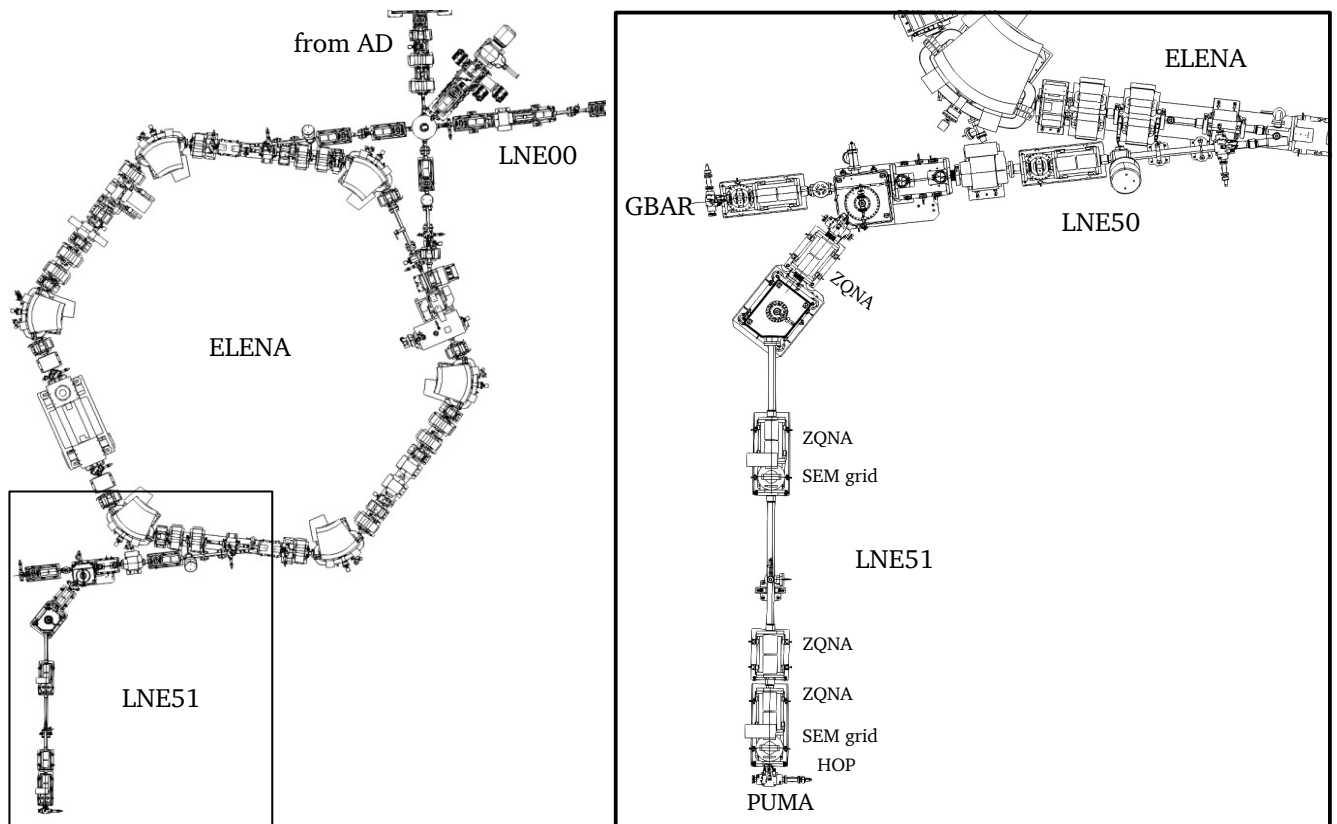 from AD
LNE00
ELENA
LNE51
ELENA
GBAR
LNE50
ZQNA
ZQNA
SEM grid
LNE51
ZQNA
ZQNA
SEM grid
HOP
PUMA